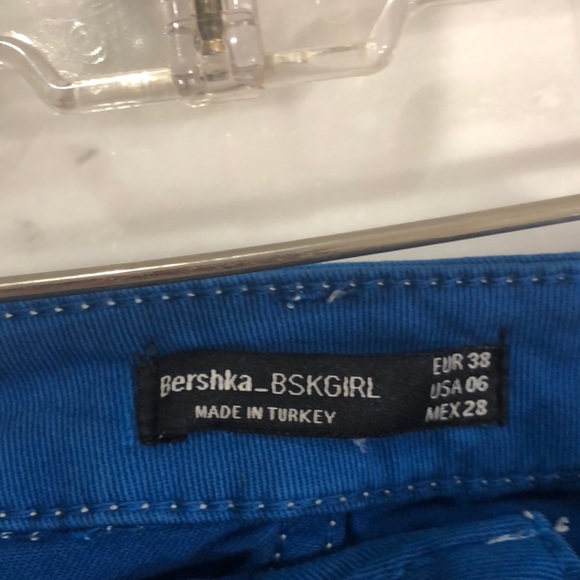 Bershka_BSKGIRL
MADE IN TURKEY
EUR 38
USA 06
MEX 28